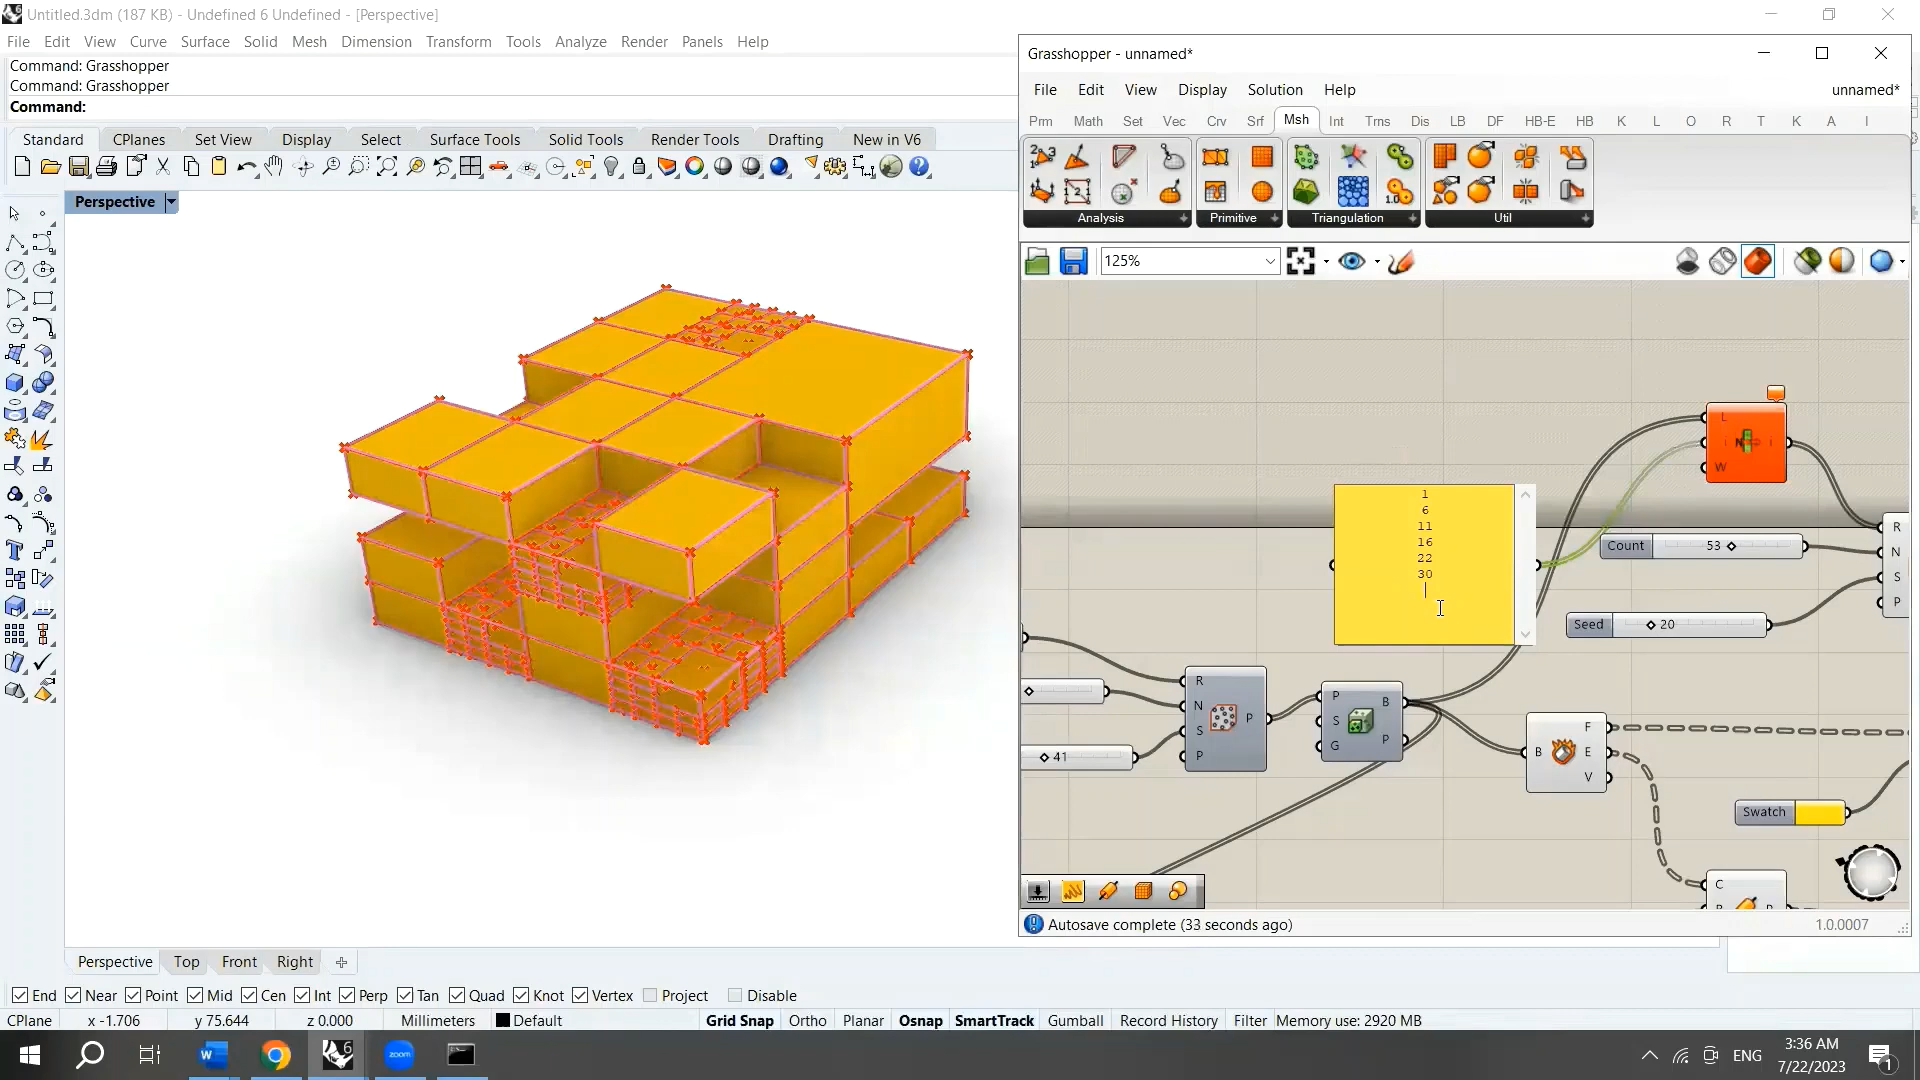 Untitled.3dm (187 KB) - Undefined 6 Undefined - [Perspective]
File Edit View Curve Surface Solid Mesh Dimension Transform Tools Analyze Render Panels Help
Command: Grasshopper
Command: Grasshopper
Command:
Standard CPlanes Set View Display Select Surface Tools Solid Tools Render Tools Drafting New in V6
Perspective
Grasshopper - unnamed*
File Edit View Display Solution Help unnamed*
Prm Math Set Vec Crv Srf Msh Int Trns Dis LB DF HB-E HB K L O R T K A I
Analysis Primitive Triangulation Util
125%
L
i N i
W
1
6
11
16
22
30
Count 53
Seed 20
R
N
S
P
41
R
N P
S
P
P B
S
G P
F
B E
V
Swatch
C
Autosave complete (33 seconds ago) 1.0.0007
Perspective Top Front Right
End Near Point Mid Cen Int Perp Tan Quad Knot Vertex Project Disable
CPlane x -1.706 y 75.644 z 0.000 Millimeters Default Grid Snap Ortho Planar Osnap SmartTrack Gumball Record History Filter Memory use: 2920 MB
ENG 3:36 AM
7/22/2023
1